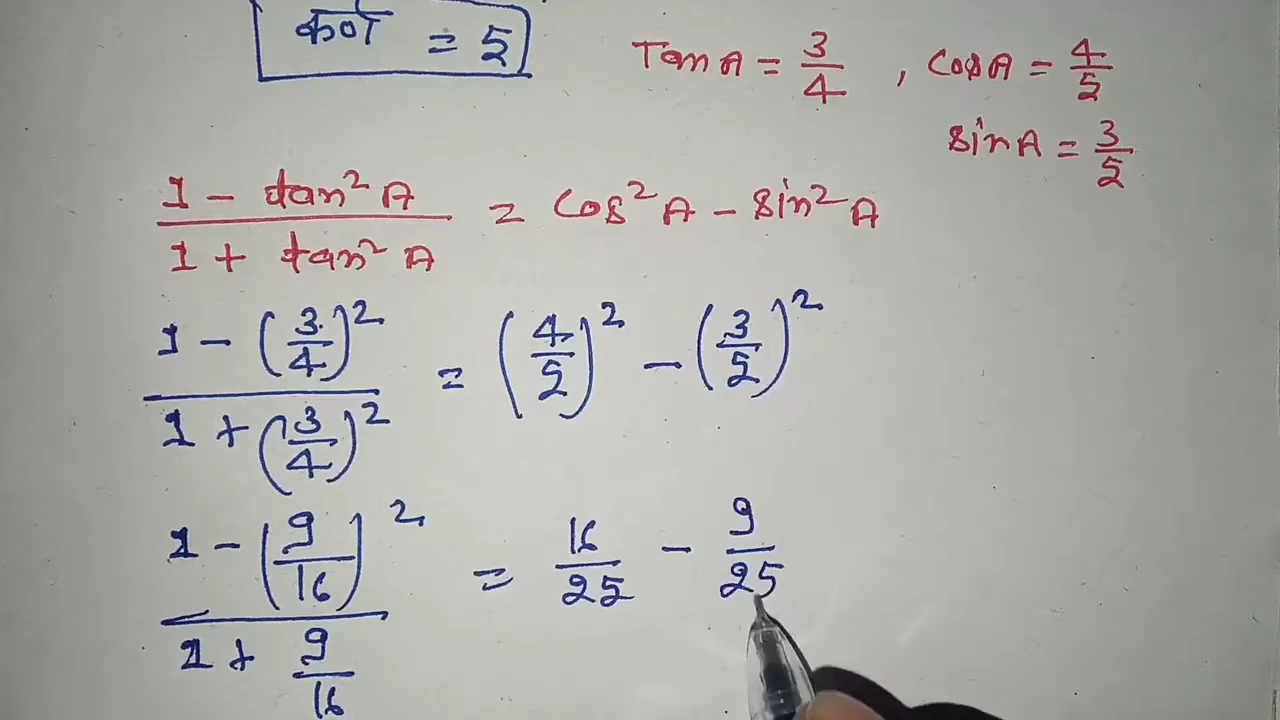 कर्ण = 5
Tan A = 3/4 , Cos A = 4/5
sin A = 3/5
(1 - tan² A)/(1 + tan² A) = Cos² A - sin² A
(1 - (3/4)²)/(1 + (3/4)²) = (4/5)² - (3/5)²
(1 - (9/16)²)/(1 + 9/16) = 16/25 - 9/25